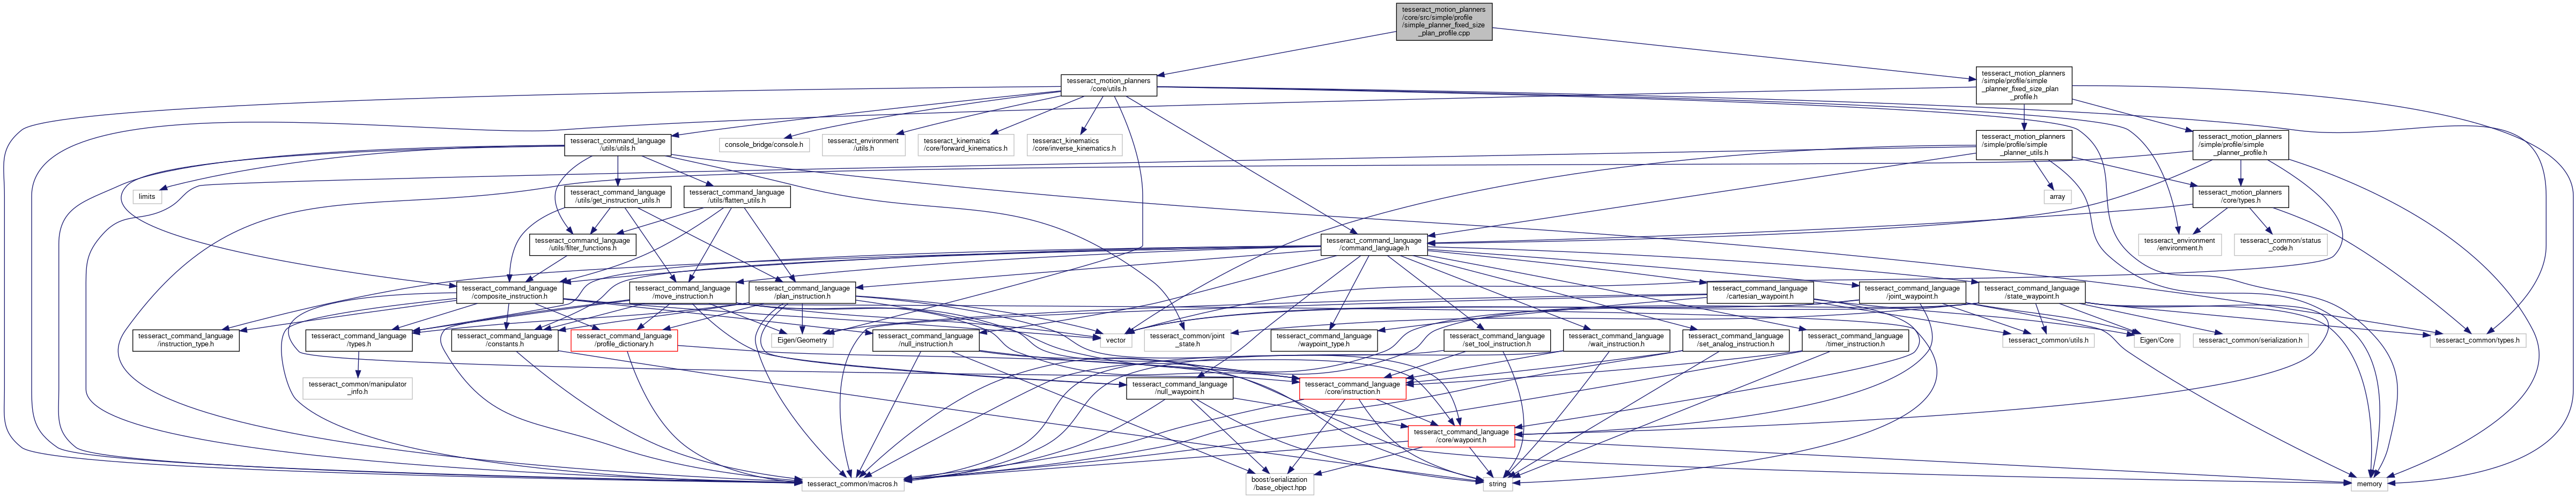 tesseract_motion_planners
/core/src/simple/profile
/simple_planner_fixed_size
_plan_profile.cpp
tesseract_motion_planners
/core/utils.h
tesseract_motion_planners
/simple/profile/simple
_planner_fixed_size_plan
_profile.h
tesseract_command_language
/utils/utils.h
console_bridge/console.h
tesseract_environment
/utils.h
tesseract_kinematics
/core/forward_kinematics.h
tesseract_kinematics
/core/inverse_kinematics.h
tesseract_motion_planners
/simple/profile/simple
_planner_utils.h
tesseract_motion_planners
/simple/profile/simple
_planner_profile.h
limits
tesseract_command_language
/utils/get_instruction_utils.h
tesseract_command_language
/utils/flatten_utils.h
array
tesseract_motion_planners
/core/types.h
tesseract_command_language
/utils/filter_functions.h
tesseract_command_language
/command_language.h
tesseract_environment
/environment.h
tesseract_common/status
_code.h
tesseract_command_language
/composite_instruction.h
tesseract_command_language
/move_instruction.h
tesseract_command_language
/plan_instruction.h
tesseract_command_language
/cartesian_waypoint.h
tesseract_command_language
/joint_waypoint.h
tesseract_command_language
/state_waypoint.h
tesseract_command_language
/instruction_type.h
tesseract_command_language
/types.h
tesseract_command_language
/constants.h
tesseract_command_language
/profile_dictionary.h
Eigen/Geometry
tesseract_command_language
/null_instruction.h
vector
tesseract_common/joint
_state.h
tesseract_command_language
/waypoint_type.h
tesseract_command_language
/set_tool_instruction.h
tesseract_command_language
/wait_instruction.h
tesseract_command_language
/set_analog_instruction.h
tesseract_command_language
/timer_instruction.h
tesseract_common/utils.h
Eigen/Core
tesseract_common/serialization.h
tesseract_common/types.h
tesseract_common/manipulator
_info.h
tesseract_command_language
/null_waypoint.h
tesseract_command_language
/core/instruction.h
tesseract_command_language
/core/waypoint.h
tesseract_common/macros.h
boost/serialization
/base_object.hpp
string
memory